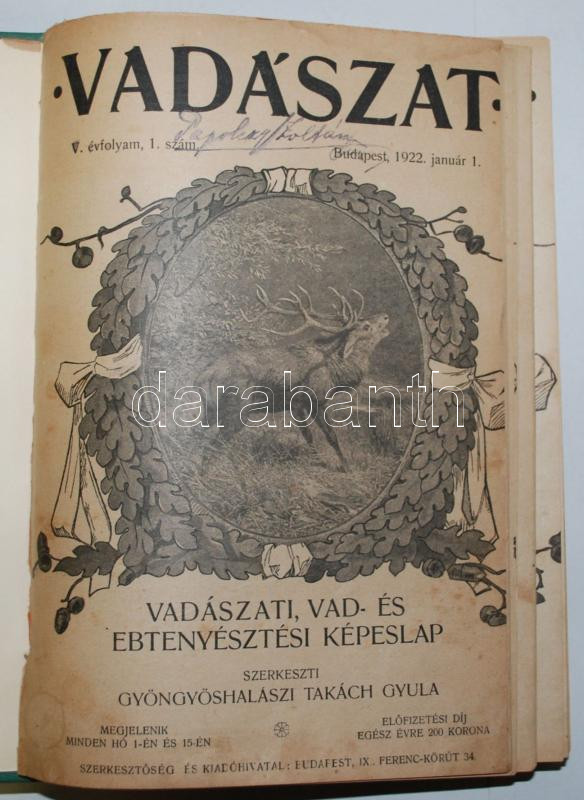 ·VADÁSZAT·
V. évfolyam, 1. szám
Zoltán
Budapest, 1922. január 1.
darabanth
VADÁSZATI, VAD- ÉS
EBTENYÉSZTÉSI KÉPESLAP
SZERKESZTI
GYÖNGYÖSHALÁSZI TAKÁCH GYULA
MEGJELENIK
MINDEN HÓ 1-ÉN ÉS 15-ÉN
ELŐFIZETÉSI DÍJ
EGÉSZ ÉVRE 200 KORONA
SZERKESZTŐSÉG ÉS KIADÓHIVATAL: BUDAPEST, IX., FERENC-KÖRÚT 34.